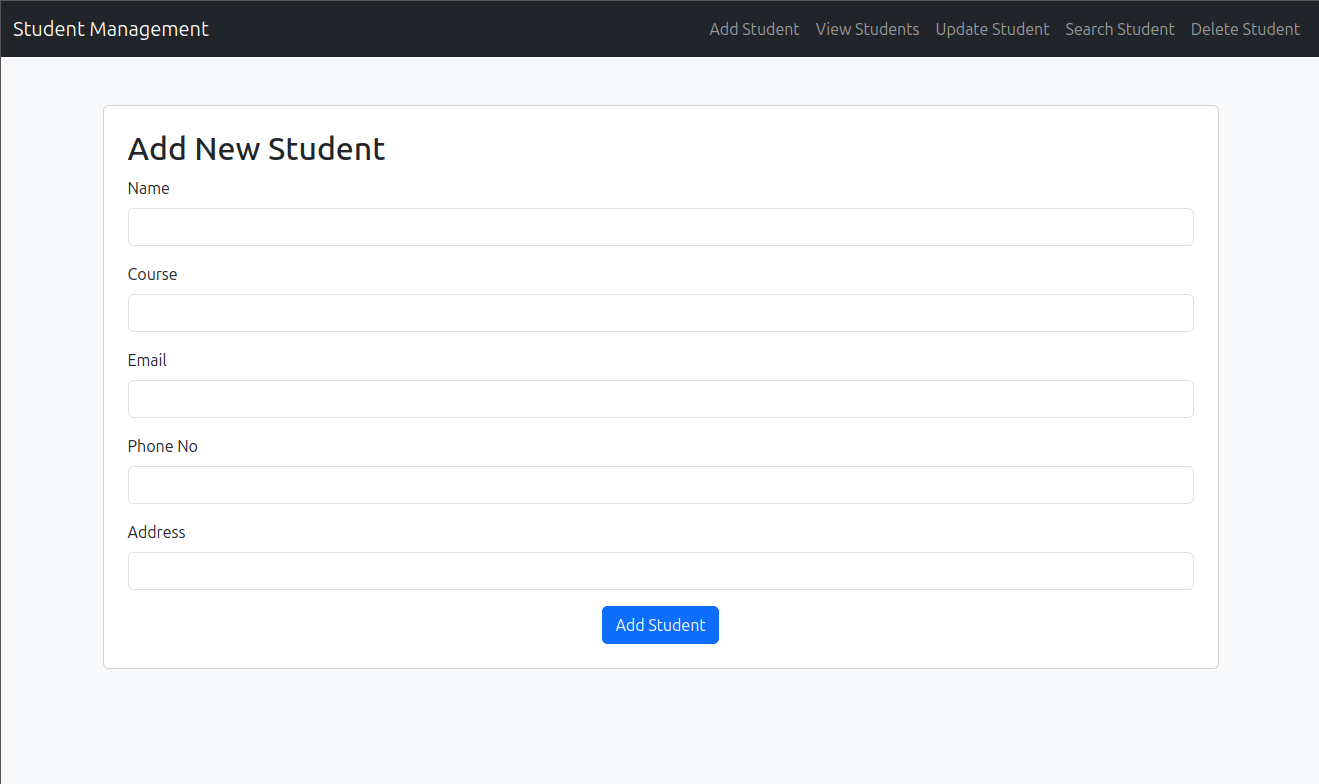 Student Management
Add Student View Students Update Student Search Student Delete Student
Add New Student
Name
Course
Email
Phone No
Address
Add Student